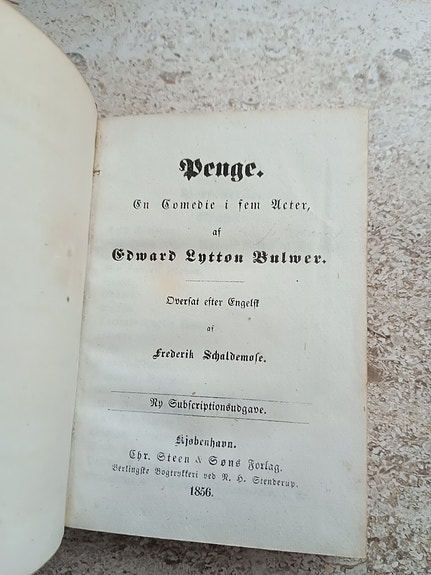 Penge.
En Comedie i fem Acter,
af
Edward Lytton Bulwer.
Oversat efter Engelsk
af
Frederik Schaldemose.
Ny Subscriptionsudgave.
Kjøbenhavn.
Chr. Steen & Søns Forlag.
Berlingske Bogtrykkeri ved N. H. Stenderup.
1856.